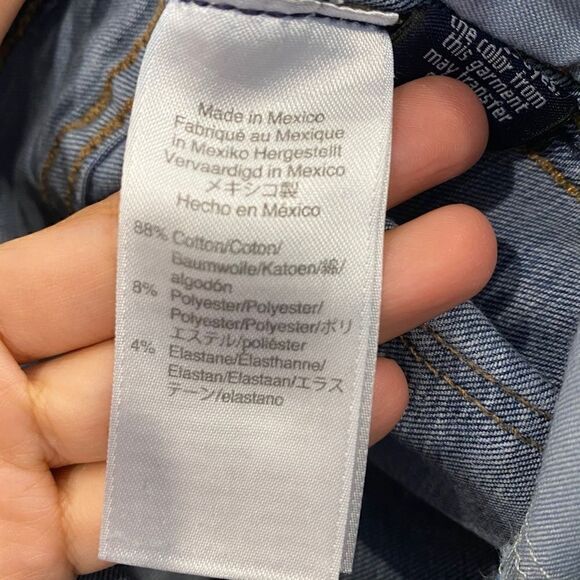 the color from
this garment
may transfer
Made in Mexico
Fabriqué au Mexique
in Mexiko Hergestellt
Vervaardigd in Mexico
メキシコ製
Hecho en México
88% Cotton/Coton/
Baumwolle/Katoen/綿/
algodón
8% Polyester/Polyester/
Polyester/Polyester/ポリ
エステル/poliéster
4% Elastane/Élasthanne/
Elastan/Elastaan/エラス
テーン/elastano